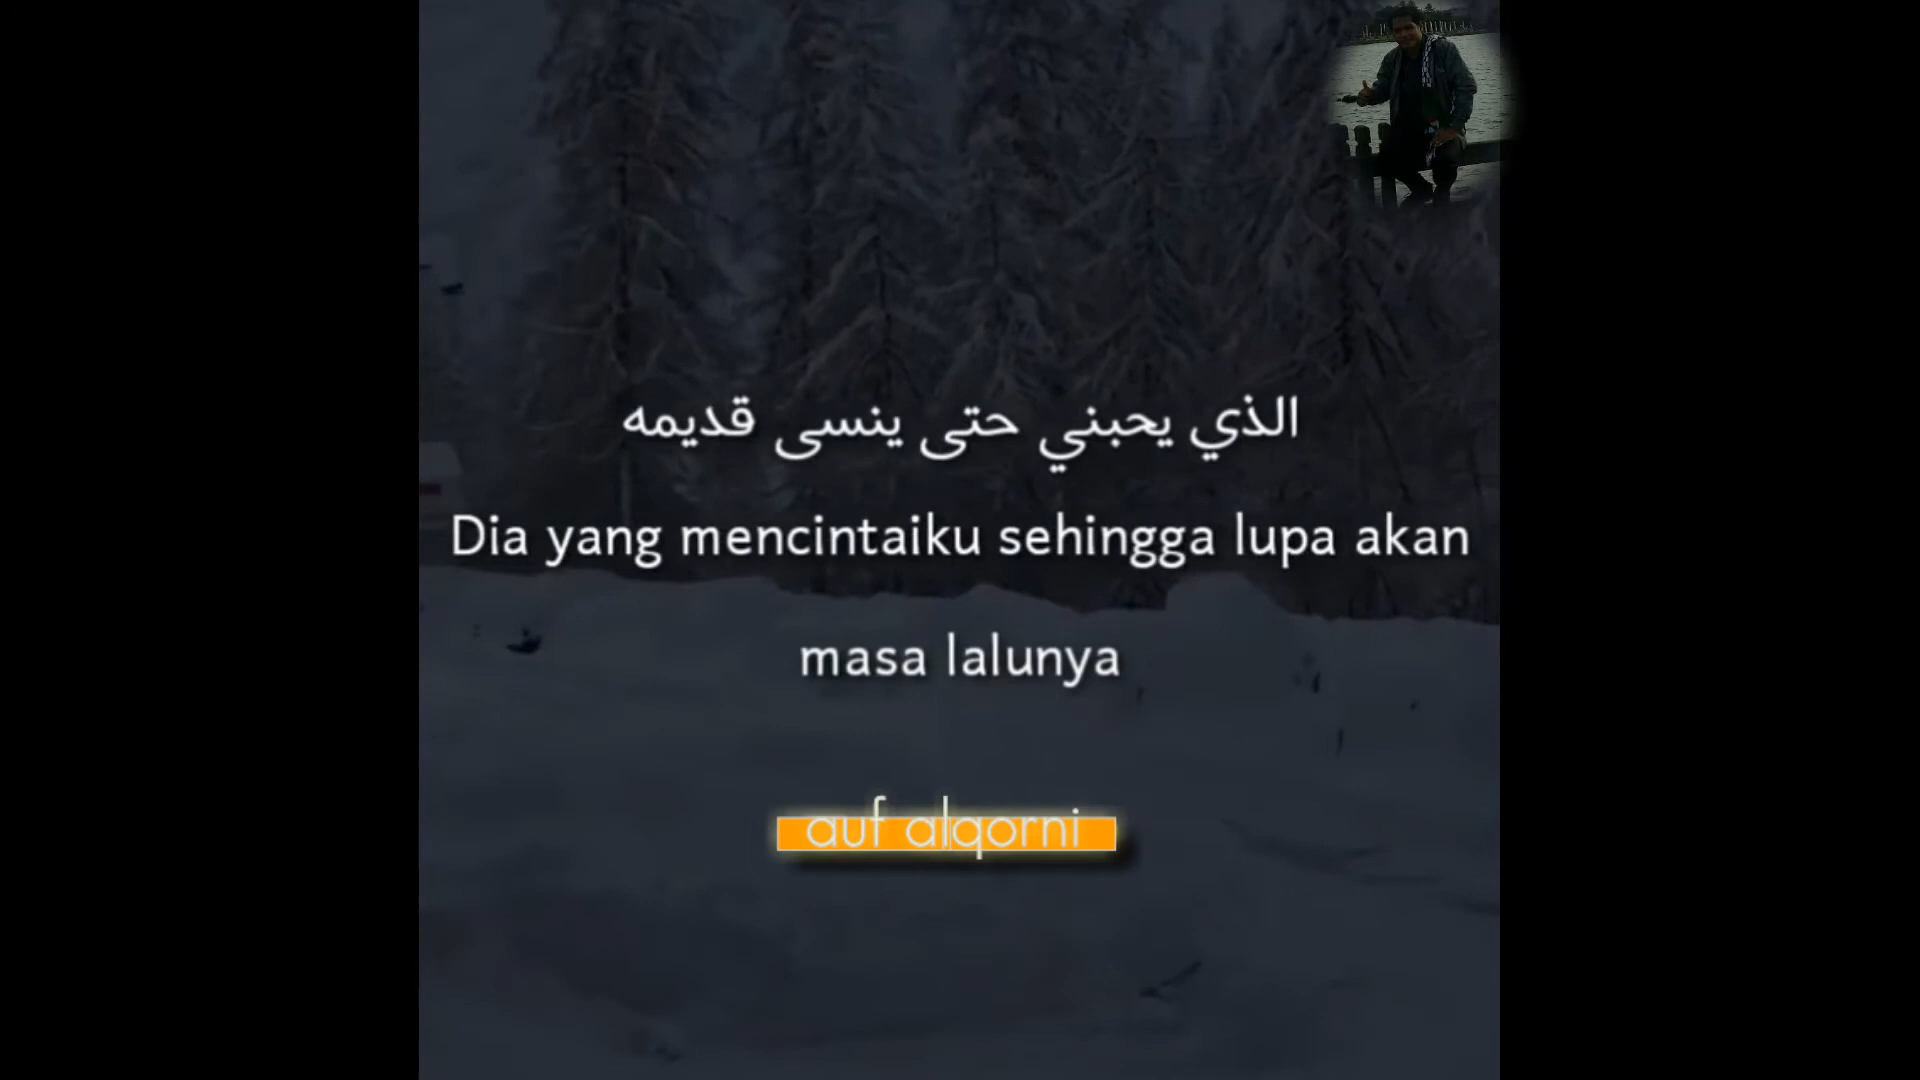 الذي يحبني حتى ينسى قديمه
Dia yang mencintaiku sehingga lupa akan
masa lalunya
auf alqorni